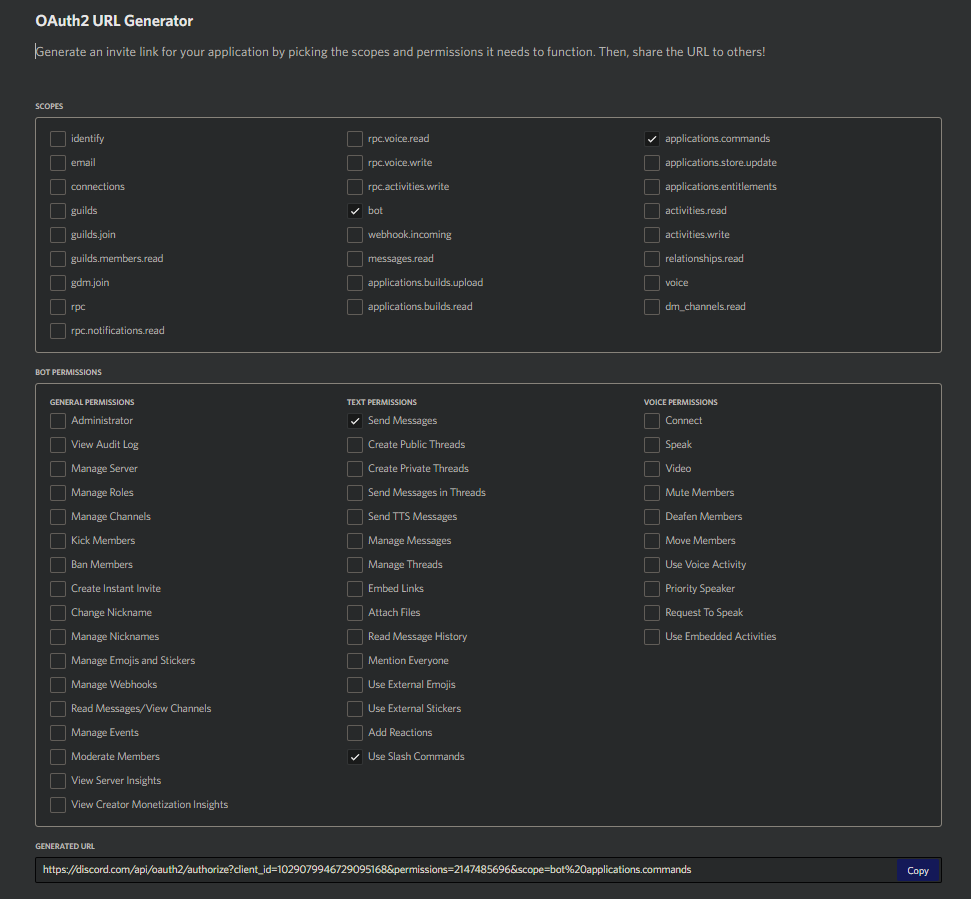 OAuth2 URL Generator
Generate an invite link for your application by picking the scopes and permissions it needs to function. Then, share the URL to others!
SCOPES
identify
email
connections
guilds
guilds.join
guilds.members.read
gdm.join
rpc
rpc.notifications.read
rpc.voice.read
rpc.voice.write
rpc.activities.write
bot
webhook.incoming
messages.read
applications.builds.upload
applications.builds.read
applications.commands
applications.store.update
applications.entitlements
activities.read
activities.write
relationships.read
voice
dm_channels.read
BOT PERMISSIONS
GENERAL PERMISSIONS
Administrator
View Audit Log
Manage Server
Manage Roles
Manage Channels
Kick Members
Ban Members
Create Instant Invite
Change Nickname
Manage Nicknames
Manage Emojis and Stickers
Manage Webhooks
Read Messages/View Channels
Manage Events
Moderate Members
View Server Insights
View Creator Monetization Insights
TEXT PERMISSIONS
Send Messages
Create Public Threads
Create Private Threads
Send Messages in Threads
Send TTS Messages
Manage Messages
Manage Threads
Embed Links
Attach Files
Read Message History
Mention Everyone
Use External Emojis
Use External Stickers
Add Reactions
Use Slash Commands
VOICE PERMISSIONS
Connect
Speak
Video
Mute Members
Deafen Members
Move Members
Use Voice Activity
Priority Speaker
Request To Speak
Use Embedded Activities
GENERATED URL
https://discord.com/api/oauth2/authorize?client_id=1029079946729095168&permissions=2147485696&scope=bot%20applications.commands
Copy